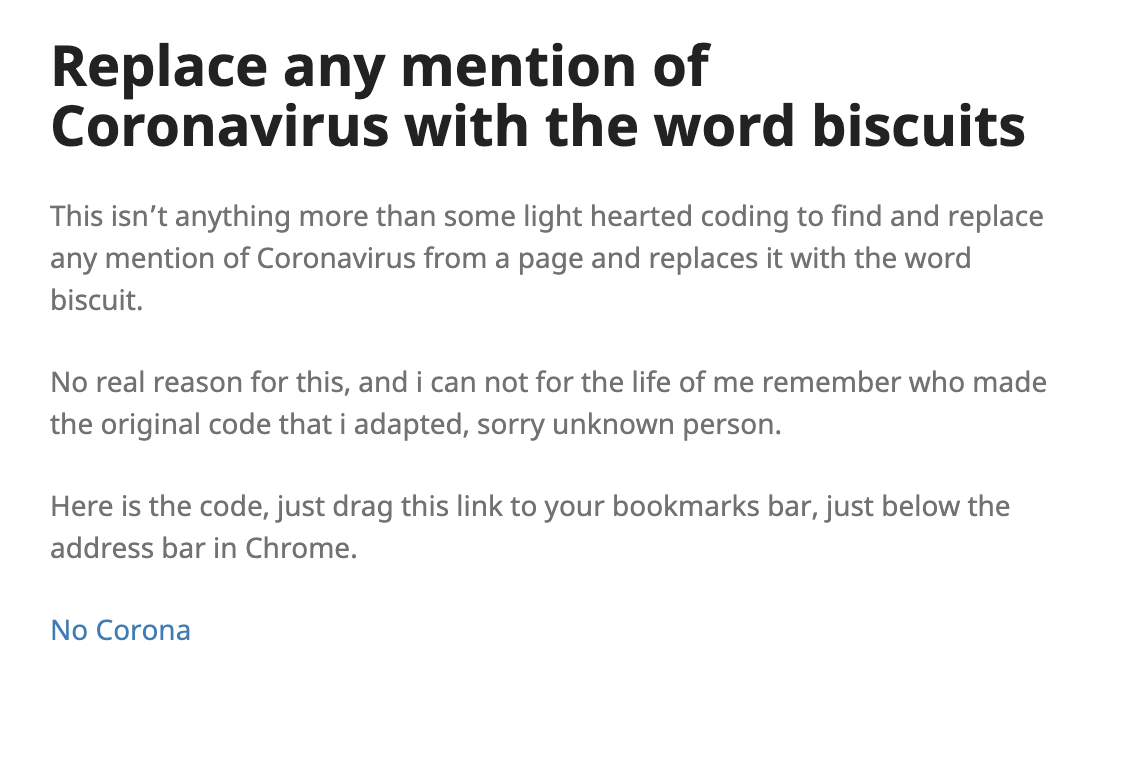 Replace any mention of
Coronavirus with the word biscuits
This isn’t anything more than some light hearted coding to find and replace
any mention of Coronavirus from a page and replaces it with the word
biscuit.
No real reason for this, and i can not for the life of me remember who made
the original code that i adapted, sorry unknown person.
Here is the code, just drag this link to your bookmarks bar, just below the
address bar in Chrome.
No Corona